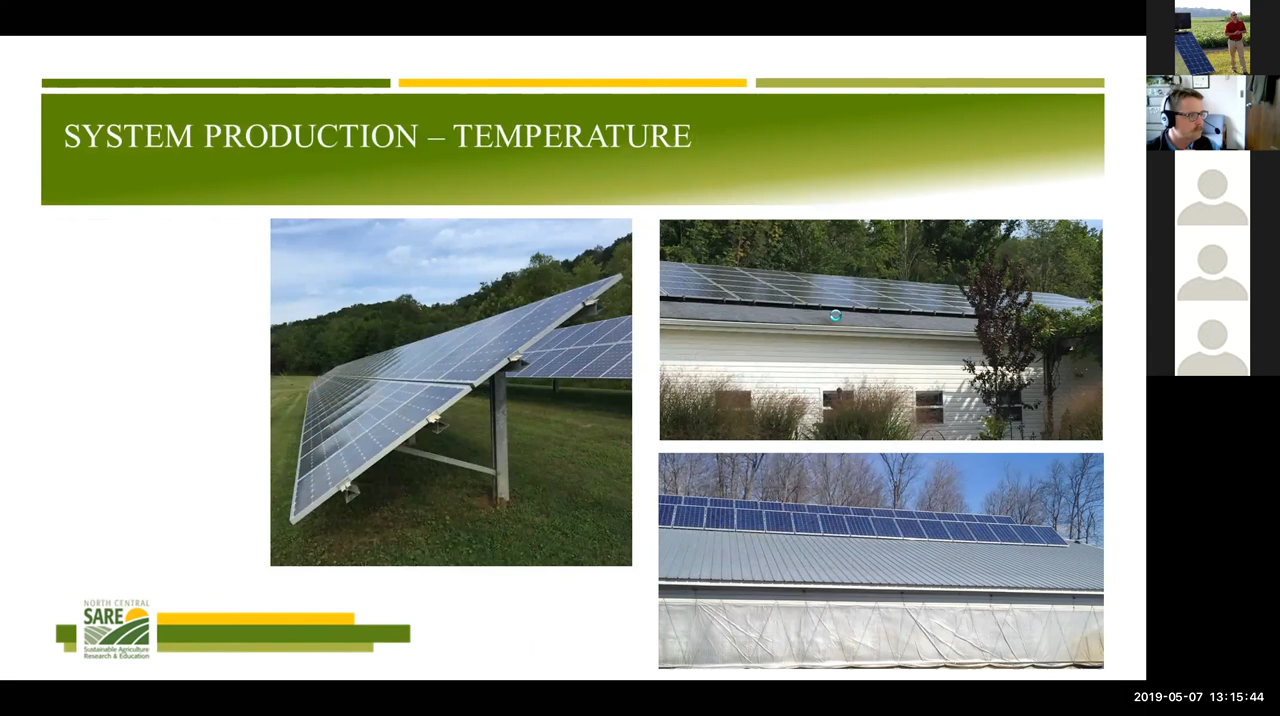 SYSTEM PRODUCTION – TEMPERATURE
NORTH CENTRAL
SARE
Sustainable Agriculture
Research & Education
2019-05-07 13:15:44